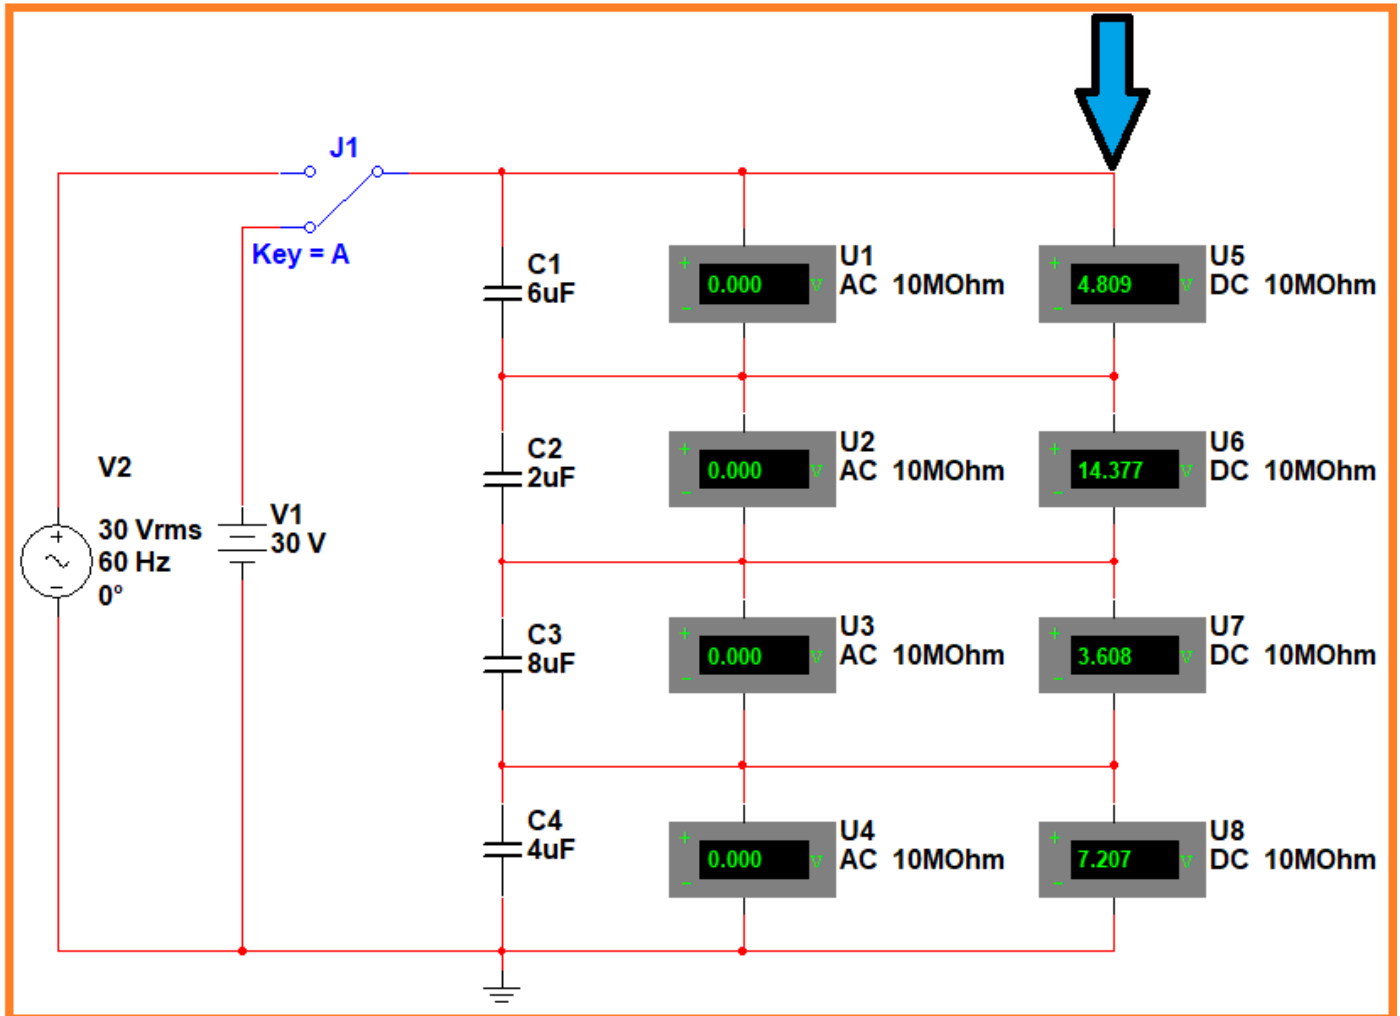 J1
Key = A
C1
6uF
+
0.000 V
-
U1
AC 10MOhm
+
4.809 V
-
U5
DC 10MOhm
C2
2uF
+
0.000 V
-
U2
AC 10MOhm
+
14.377 V
-
U6
DC 10MOhm
V2
30 Vrms
60 Hz
0°
+
-
V1
30 V
C3
8uF
+
0.000 V
-
U3
AC 10MOhm
+
3.608 V
-
U7
DC 10MOhm
C4
4uF
+
0.000 V
-
U4
AC 10MOhm
+
7.207 V
-
U8
DC 10MOhm